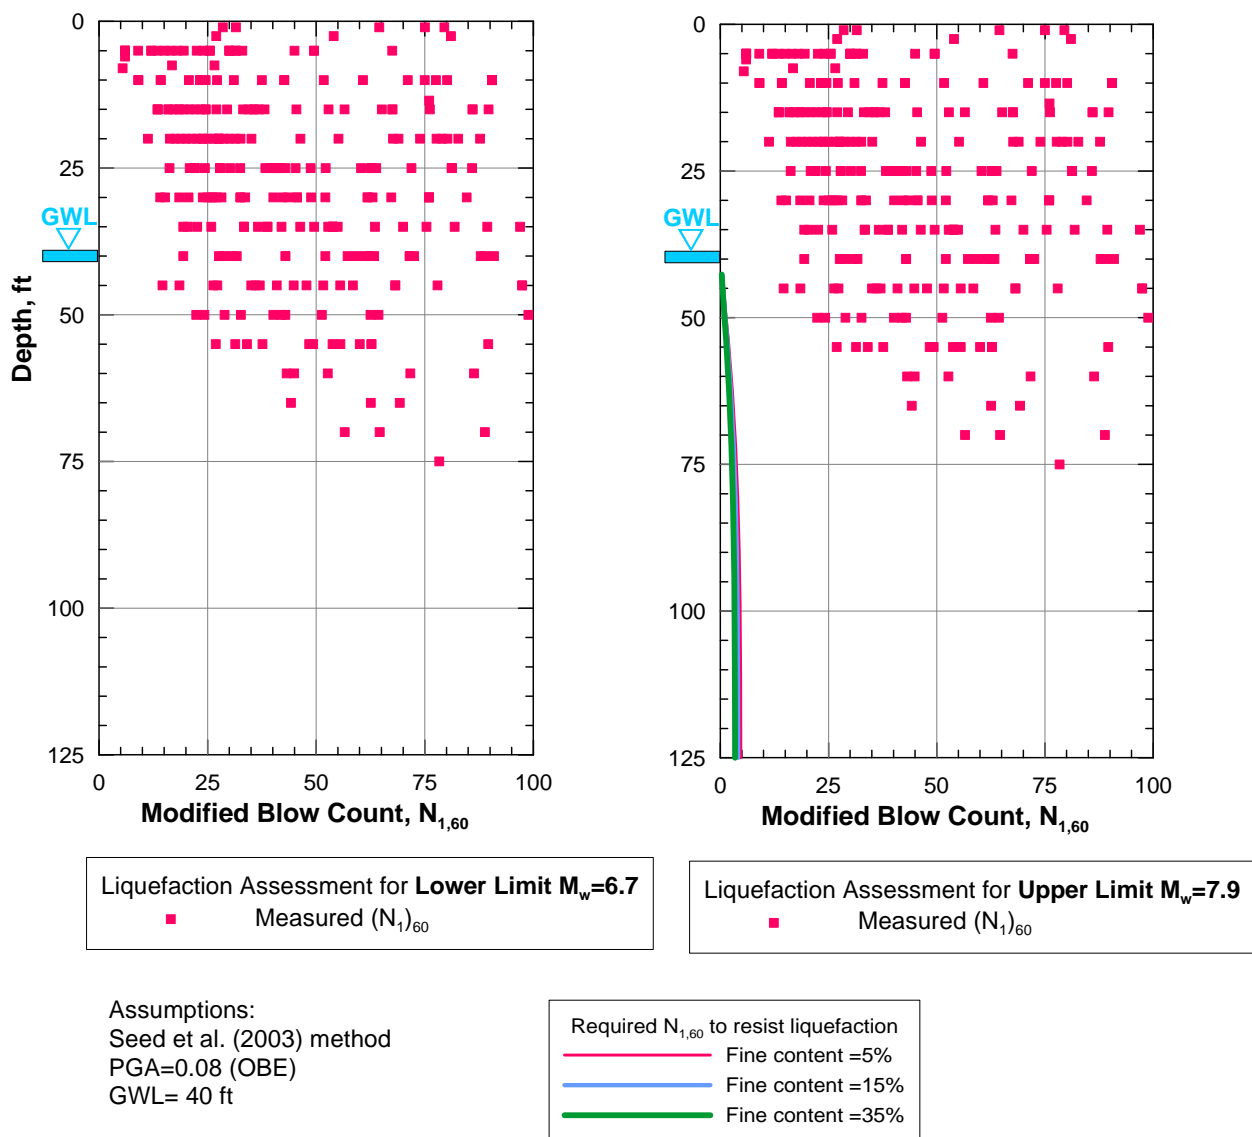 0
25
50
75
100
125
Depth, ft
GWL
0 25 50 75 100
Modified Blow Count, N1,60
0
25
50
75
100
125
GWL
0 25 50 75 100
Modified Blow Count, N1,60
Liquefaction Assessment for Lower Limit Mw=6.7
Measured (N1)60
Liquefaction Assessment for Upper Limit Mw=7.9
Measured (N1)60
Assumptions:
Seed et al. (2003) method
PGA=0.08 (OBE)
GWL= 40 ft
Required N1,60 to resist liquefaction
Fine content =5%
Fine content =15%
Fine content =35%